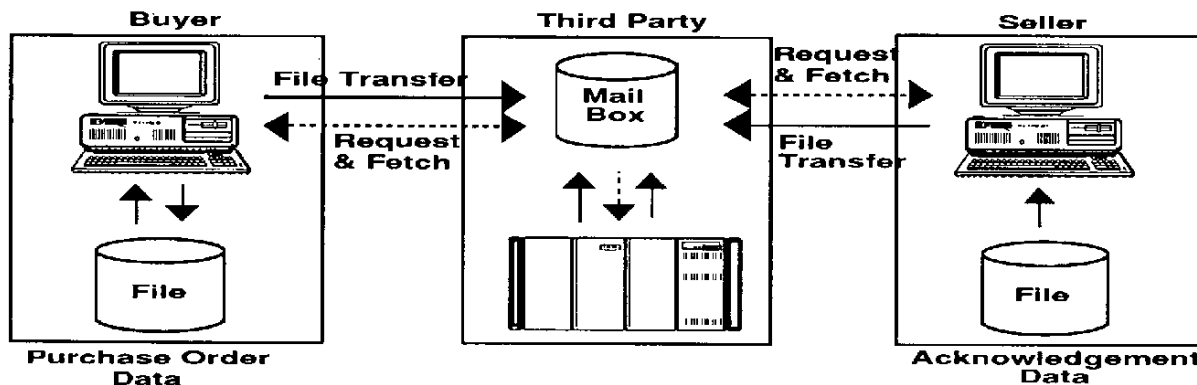 Buyer
Third Party
Seller
File Transfer
Request
& Fetch
Mail
Box
Request
& Fetch
File
Transfer
File
File
Purchase Order
Data
Acknowledgement
Data